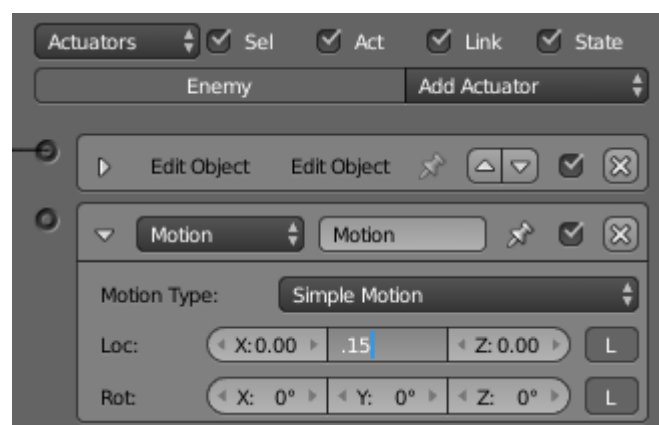 Actuators Sel Act Link State
Enemy Add Actuator
Edit Object Edit Object
Motion Motion
Motion Type: Simple Motion
Loc: X: 0.00 .15 Z: 0.00 L
Rot: X: 0° Y: 0° Z: 0° L